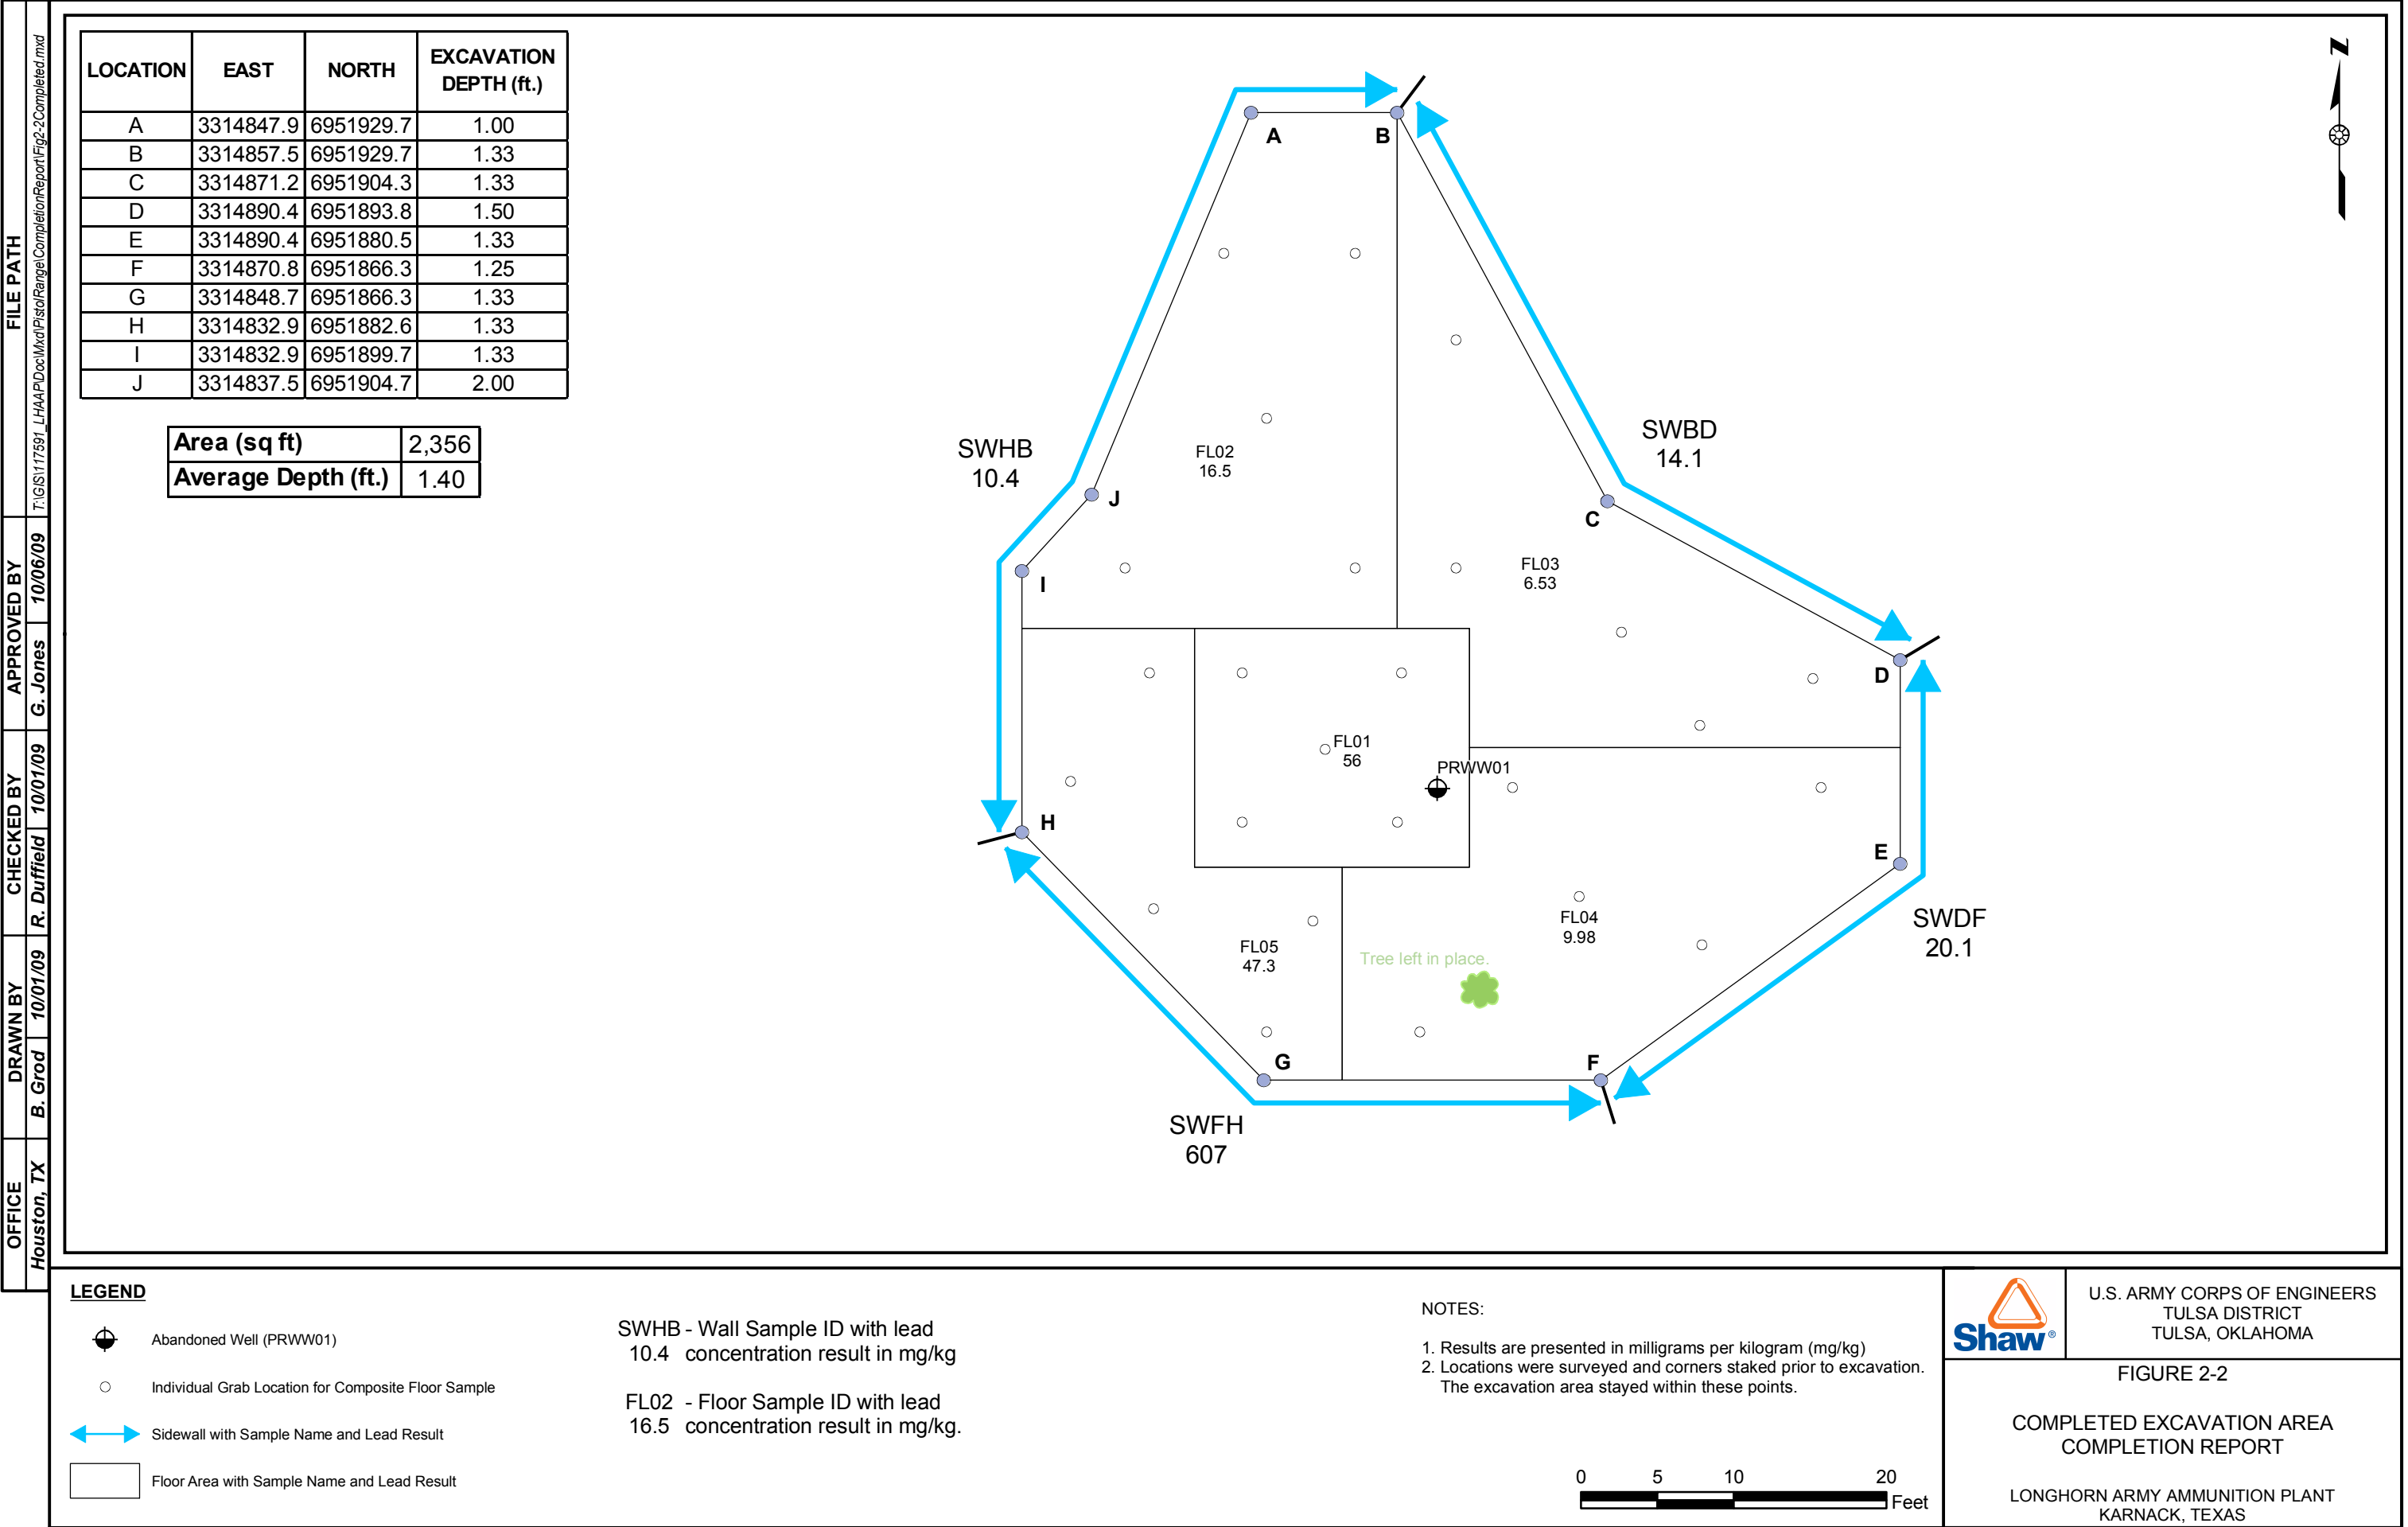 FILE PATH
T:\GIS\117591_LHAAP\Doc\Mxd\PistolRange\CompletionReport\Fig2-2Completed.mxd
APPROVED BY
G. Jones 10/06/09
CHECKED BY
R. Duffield 10/01/09
DRAWN BY
B. Grod 10/01/09
OFFICE
Houston, TX
LOCATION EAST NORTH EXCAVATION DEPTH (ft.)
A 3314847.9 6951929.7 1.00
B 3314857.5 6951929.7 1.33
C 3314871.2 6951904.3 1.33
D 3314890.4 6951893.8 1.50
E 3314890.4 6951880.5 1.33
F 3314870.8 6951866.3 1.25
G 3314848.7 6951866.3 1.33
H 3314832.9 6951882.6 1.33
I 3314832.9 6951899.7 1.33
J 3314837.5 6951904.7 2.00
Area (sq ft) 2,356
Average Depth (ft.) 1.40
N
A
B
SWHB
10.4
SWBD
14.1
FL02
16.5
J
C
I
FL03
6.53
D
FL01
56
PRWW01
H
E
FL04
9.98
SWDF
20.1
FL05
47.3
Tree left in place.
G
F
SWFH
607
LEGEND
Abandoned Well (PRWW01)
Individual Grab Location for Composite Floor Sample
Sidewall with Sample Name and Lead Result
Floor Area with Sample Name and Lead Result
SWHB - Wall Sample ID with lead
10.4 concentration result in mg/kg
FL02 - Floor Sample ID with lead
16.5 concentration result in mg/kg.
NOTES:
1. Results are presented in milligrams per kilogram (mg/kg)
2. Locations were surveyed and corners staked prior to excavation.
The excavation area stayed within these points.
0 5 10 20
Feet
Shaw®
U.S. ARMY CORPS OF ENGINEERS
TULSA DISTRICT
TULSA, OKLAHOMA
FIGURE 2-2
COMPLETED EXCAVATION AREA
COMPLETION REPORT
LONGHORN ARMY AMMUNITION PLANT
KARNACK, TEXAS